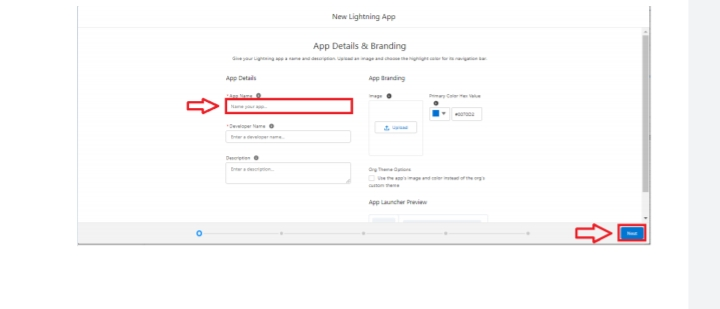 New Lightning App
App Details & Branding
Give your Lightning app a name and description. Upload an image and choose the highlight color for its navigation bar.
App Details
App Branding
* App Name
Name your app...
* Developer Name
Enter a developer name...
Description
Enter a description...
Image
Primary Color Hex Value
#0070D2
Upload
Org Theme Options
Use the app's image and color instead of the org's
custom theme
App Launcher Preview
Next